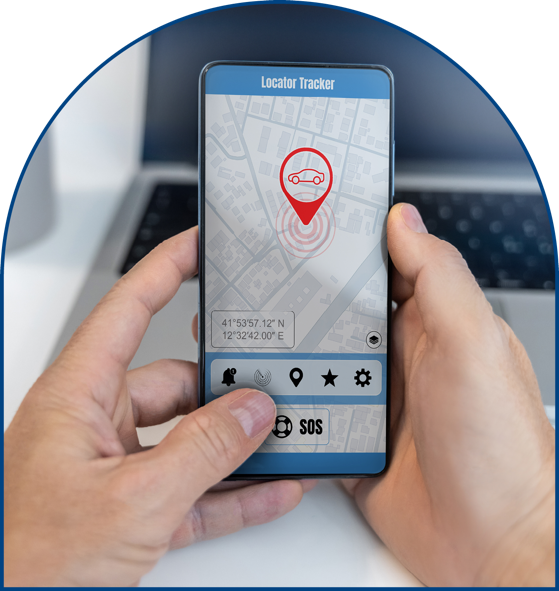 Locator Tracker
41°53'57.12" N
12°32'42.00" E
SOS